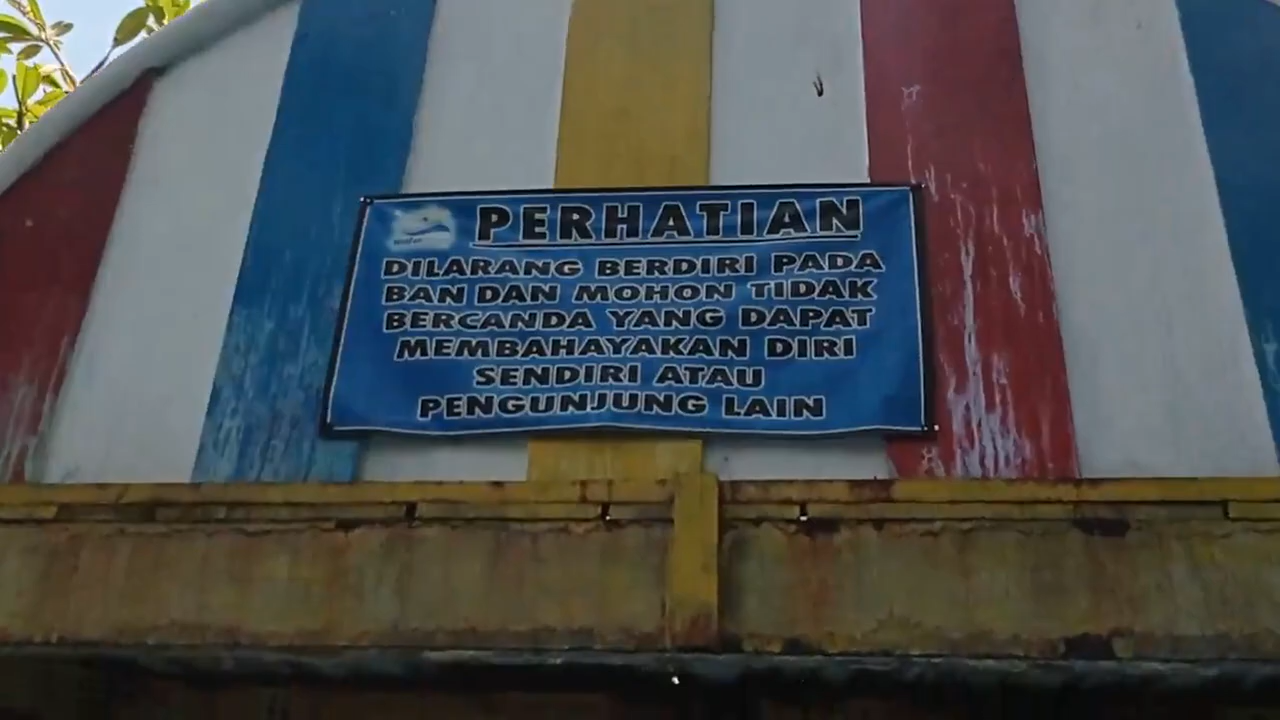 PERHATIAN
DILARANG BERDIRI PADA
BAN DAN MOHON TIDAK
BERCANDA YANG DAPAT
MEMBAHAYAKAN DIRI
SENDIRI ATAU
PENGUNJUNG LAIN